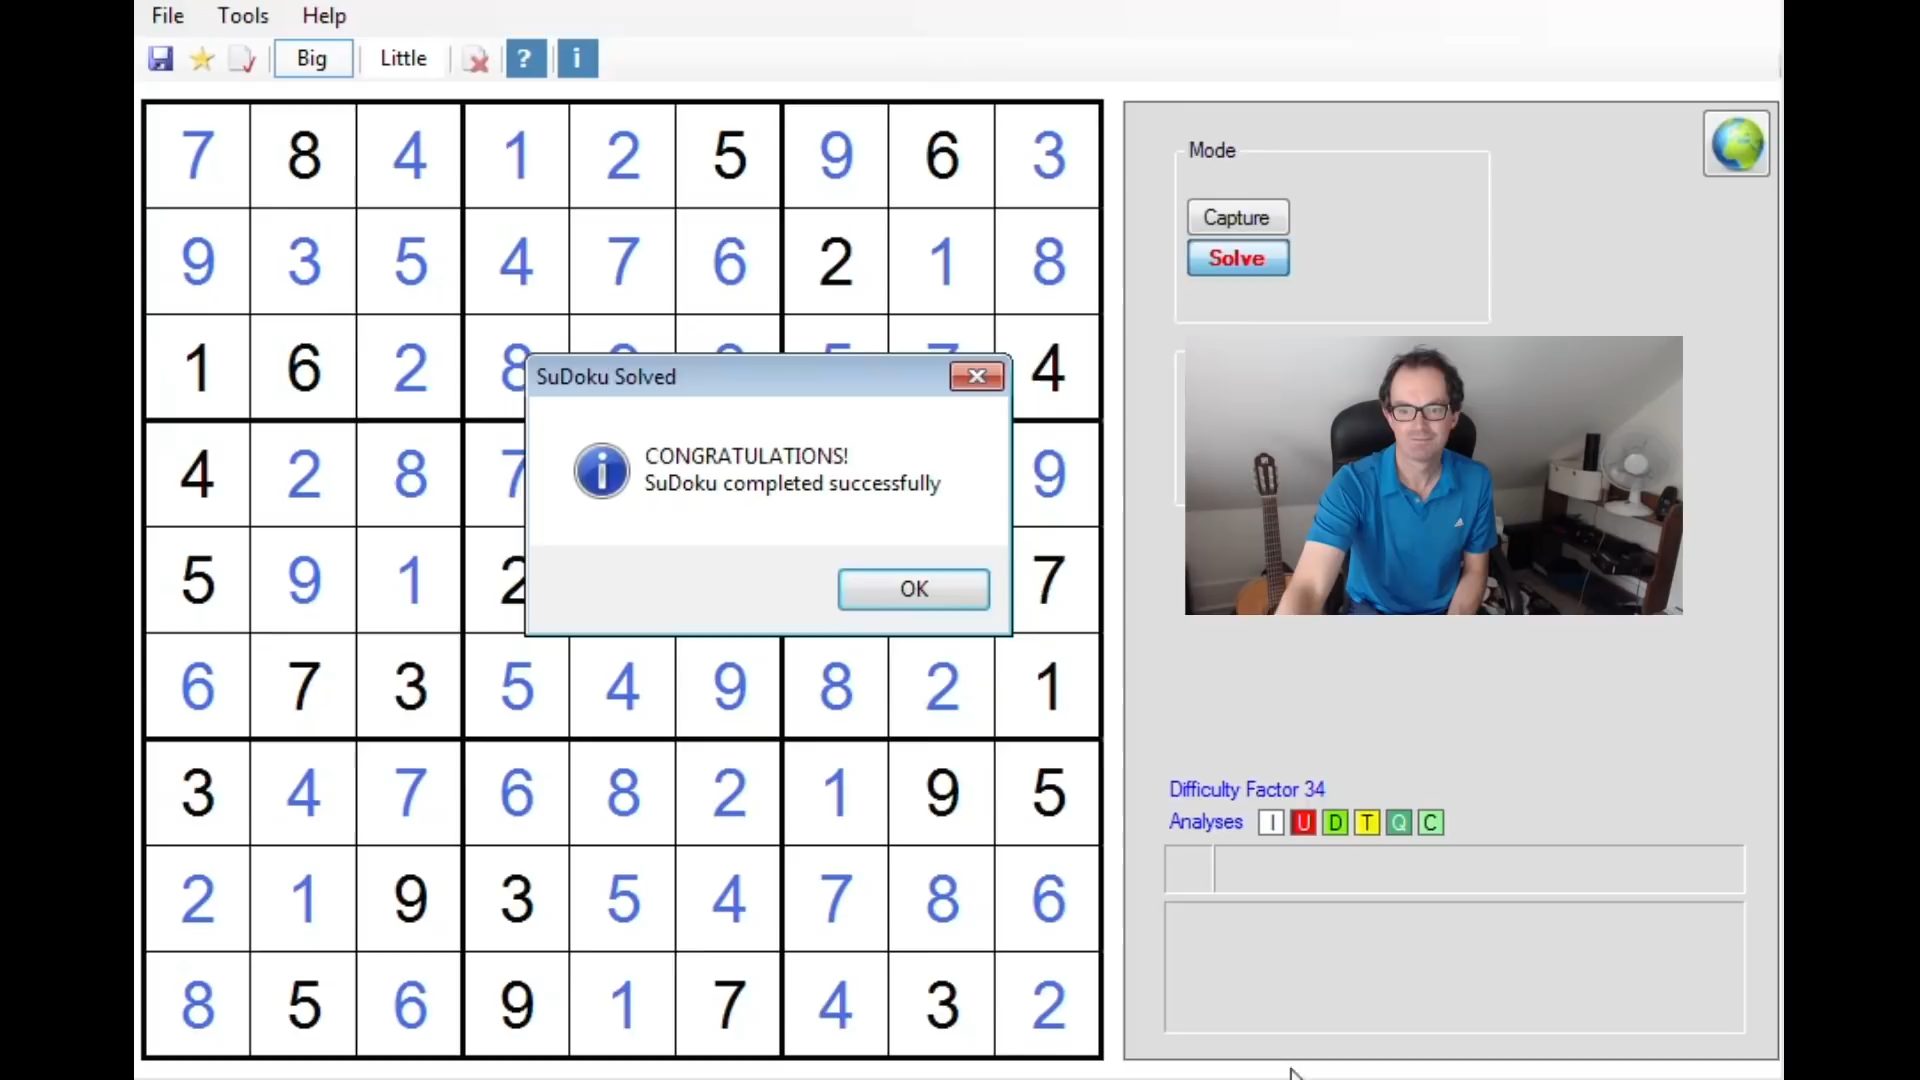 File Tools Help
Big Little ? i
7 8 4 1 2 5 9 6 3
9 3 5 4 7 6 2 1 8
1 6 2 8 4
4 2 8 7 9
5 9 1 2 7
6 7 3 5 4 9 8 2 1
3 4 7 6 8 2 1 9 5
2 1 9 3 5 4 7 8 6
8 5 6 9 1 7 4 3 2
SuDoku Solved
CONGRATULATIONS!
SuDoku completed successfully
OK
Mode
Capture
Solve
Difficulty Factor 34
Analyses I U D T Q C